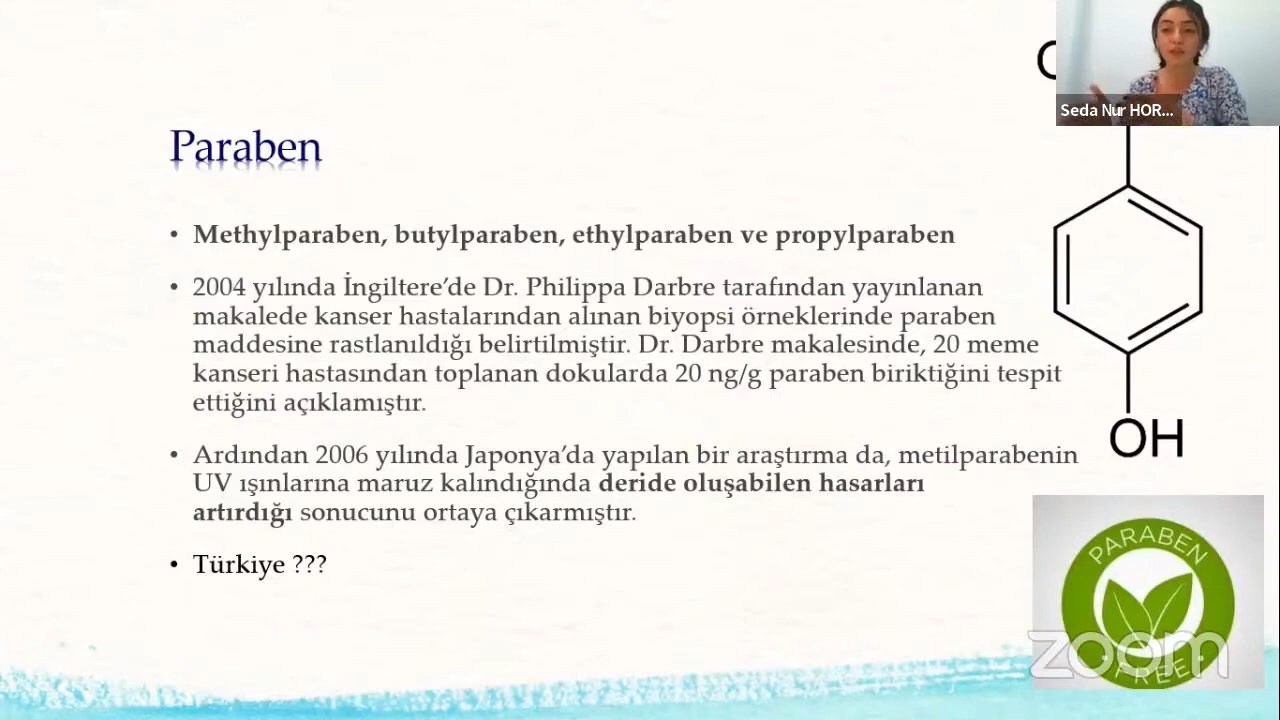 Seda Nur HOR...
Paraben
• Methylparaben, butylparaben, ethylparaben ve propylparaben
• 2004 yılında İngiltere’de Dr. Philippa Darbre tarafından yayınlanan
makalede kanser hastalarından alınan biyopsi örneklerinde paraben
maddesine rastlanıldığı belirtilmiştir. Dr. Darbre makalesinde, 20 meme
kanseri hastasından toplanan dokularda 20 ng/g paraben biriktiğini tespit
ettiğini açıklamıştır.
• Ardından 2006 yılında Japonya’da yapılan bir araştırma da, metilparabenin
UV ışınlarına maruz kalındığında deride oluşabilen hasarları
artırdığı sonucunu ortaya çıkarmıştır.
• Türkiye ???
OH
PARABEN
FREE
zoom